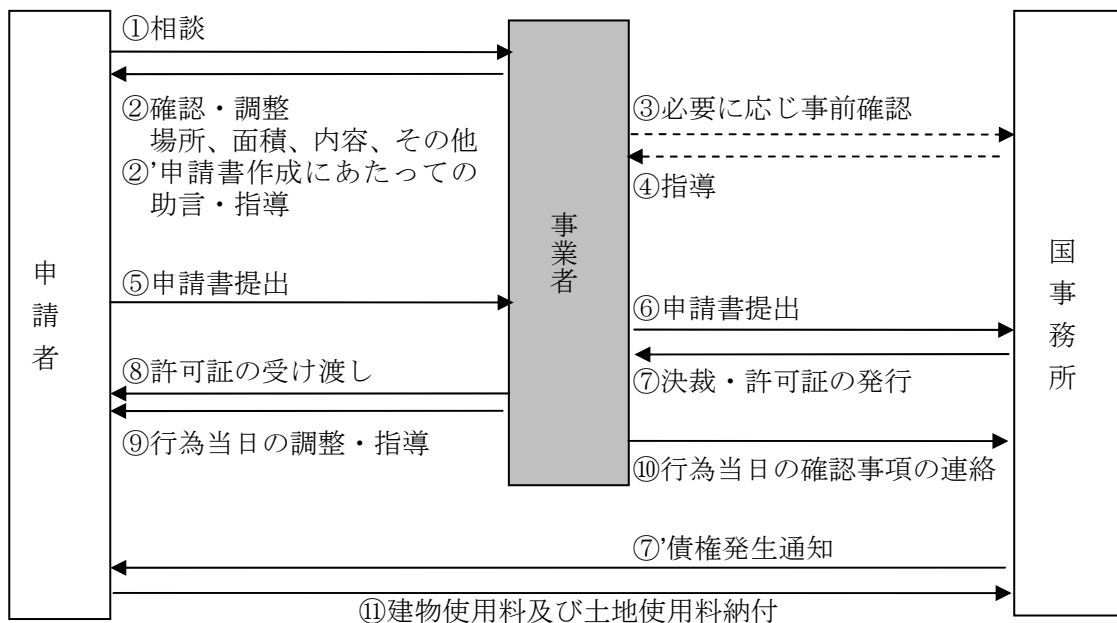 ①相談
②確認・調整
場所、面積、内容、その他
②’申請書作成にあたっての
助言・指導
③必要に応じ事前確認
④指導
申請者
事業者
国事務所
⑤申請書提出
⑥申請書提出
⑦決裁・許可証の発行
⑧許可証の受け渡し
⑨行為当日の調整・指導
⑩行為当日の確認事項の連絡
⑦’債権発生通知
⑪建物使用料及び土地使用料納付